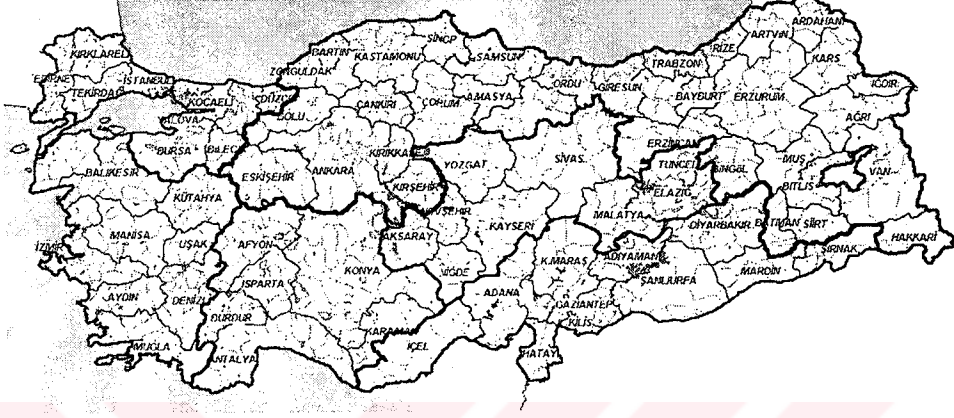 ARDAHAN
ARTVİN
SİNOP
RİZE
KIRKLARELİ
BARTIN
KASTAMONU
SAMSUN
KARS
TRABZON
ZONGULDAK
EDİRNE
İSTANBUL
ORDU
GİRESUN
IĞDIR
TEKİRDAĞ
KOCAELİ
DÜZCE
ÇANKIRI
ÇORUM
AMASYA
BAYBURT
ERZURUM
BOLU
AĞRI
YALOVA
ERZİNCAN
BURSA
BİLECİK
KIRIKKALE
YOZGAT
SİVAS
TUNCELİ
BİNGÖL
MUŞ
VAN
BALIKESİR
ESKİŞEHİR
ANKARA
KIRŞEHİR
ELAZIĞ
BİTLİS
KÜTAHYA
NEVŞEHİR
MALATYA
DİYARBAKIR
BATMAN
SİİRT
KAYSERİ
MANİSA
UŞAK
AFYON
AKSARAY
HAKKARİ
İZMİR
ŞIRNAK
ADIYAMAN
K.MARAŞ
KONYA
NİĞDE
MARDİN
ŞANLIURFA
ISPARTA
AYDIN
DENİZLİ
ADANA
GAZİANTEP
BURDUR
KİLİS
KARAMAN
İÇEL
MUĞLA
ANTALYA
HATAY